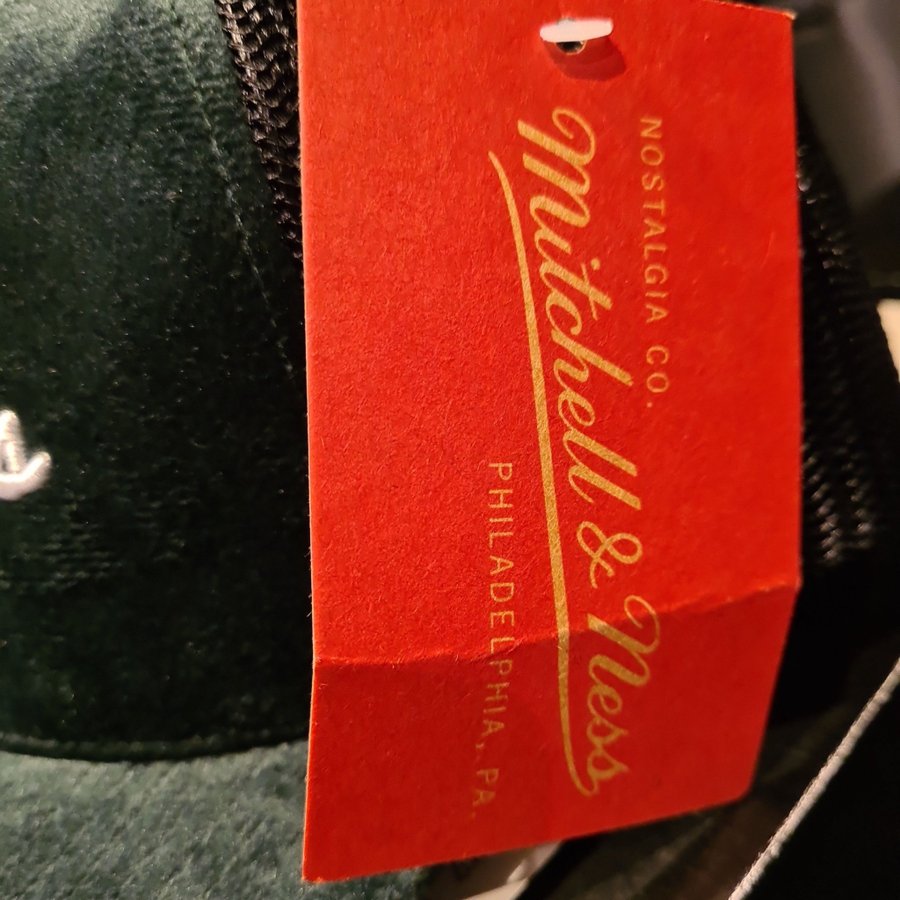 NOSTALGIA CO.
Mitchell & Ness
PHILADELPHIA, PA.